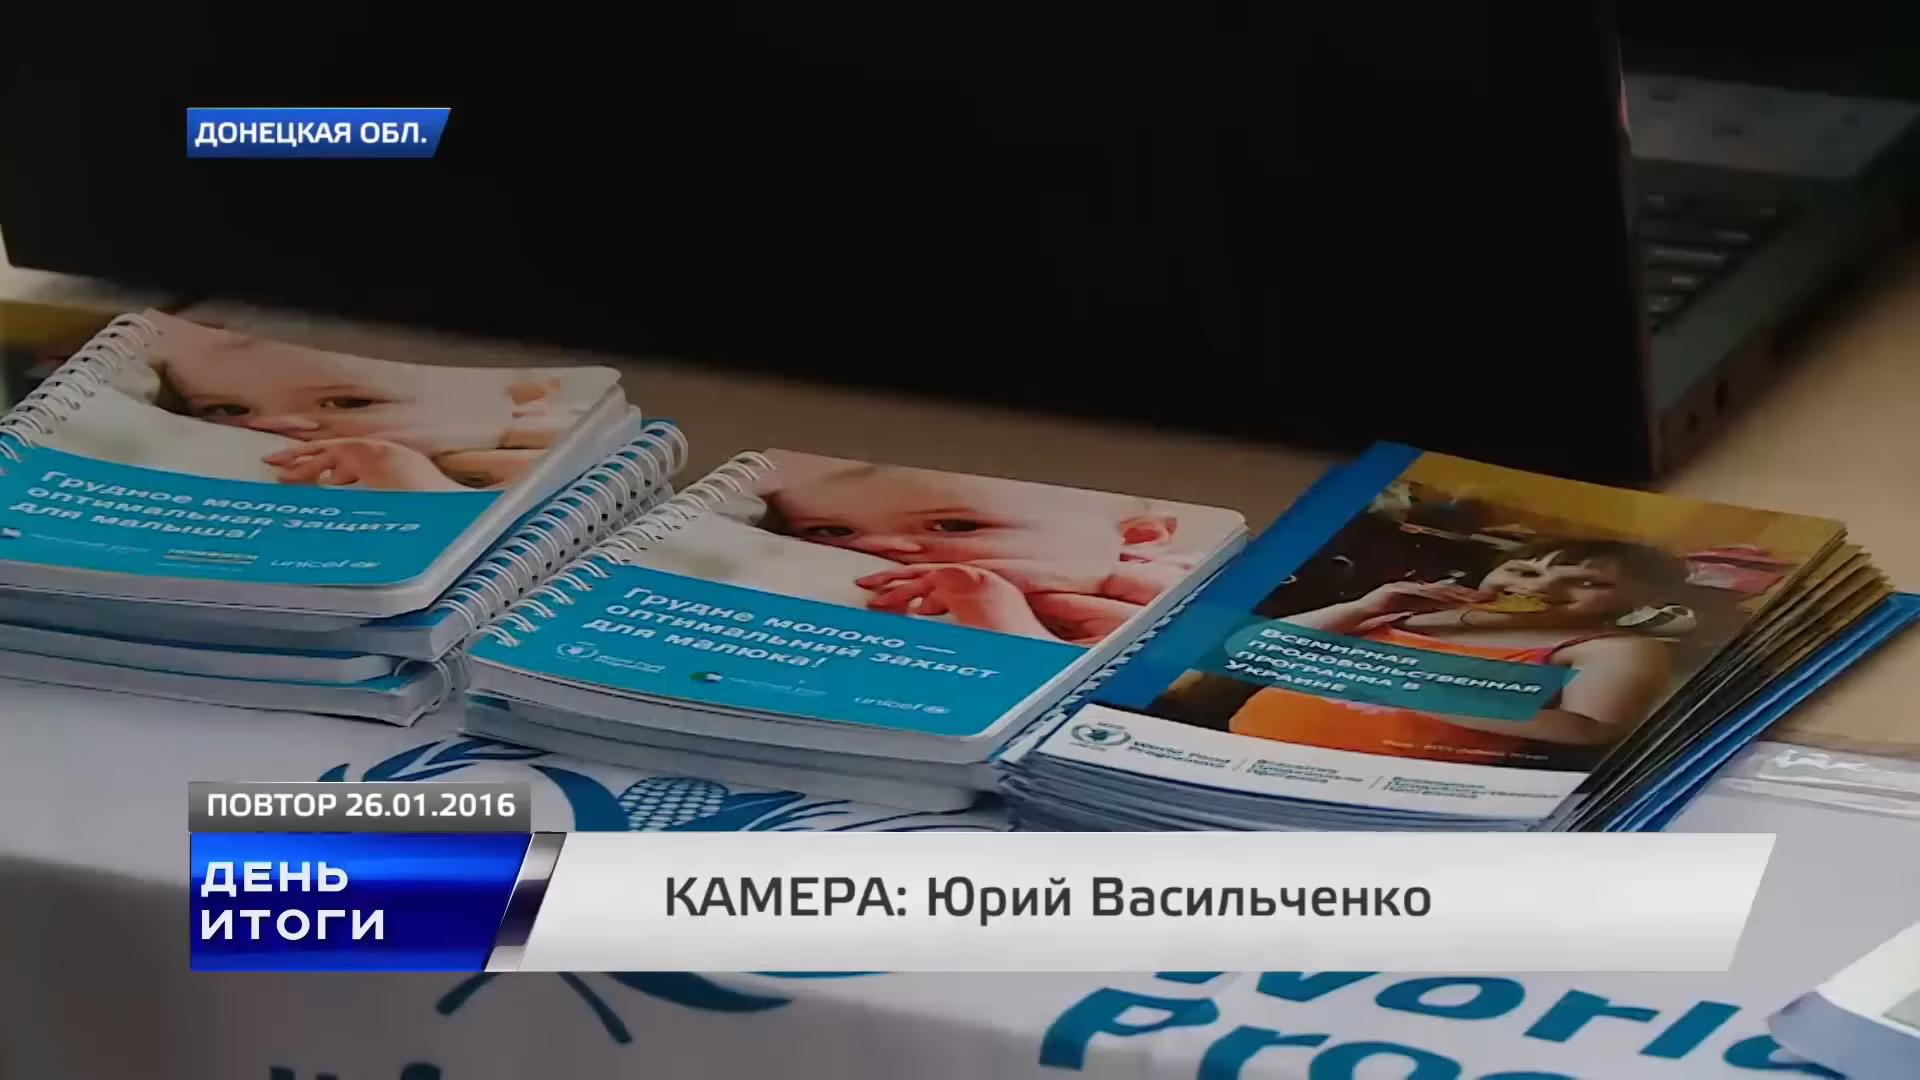 ДОНЕЦКАЯ ОБЛ.
Грудное молоко —
оптимальная защита
для малыша!
unicef
Грудне молоко —
оптимальний захист
для малюка!
unicef
ВСЕМИРНАЯ
ПРОДОВОЛЬСТВЕННАЯ
ПРОГРАММА В
УКРАИНЕ
World Food
Programme
ПОВТОР 26.01.2016
ДЕНЬ
ИТОГИ
КАМЕРА: Юрий Васильченко